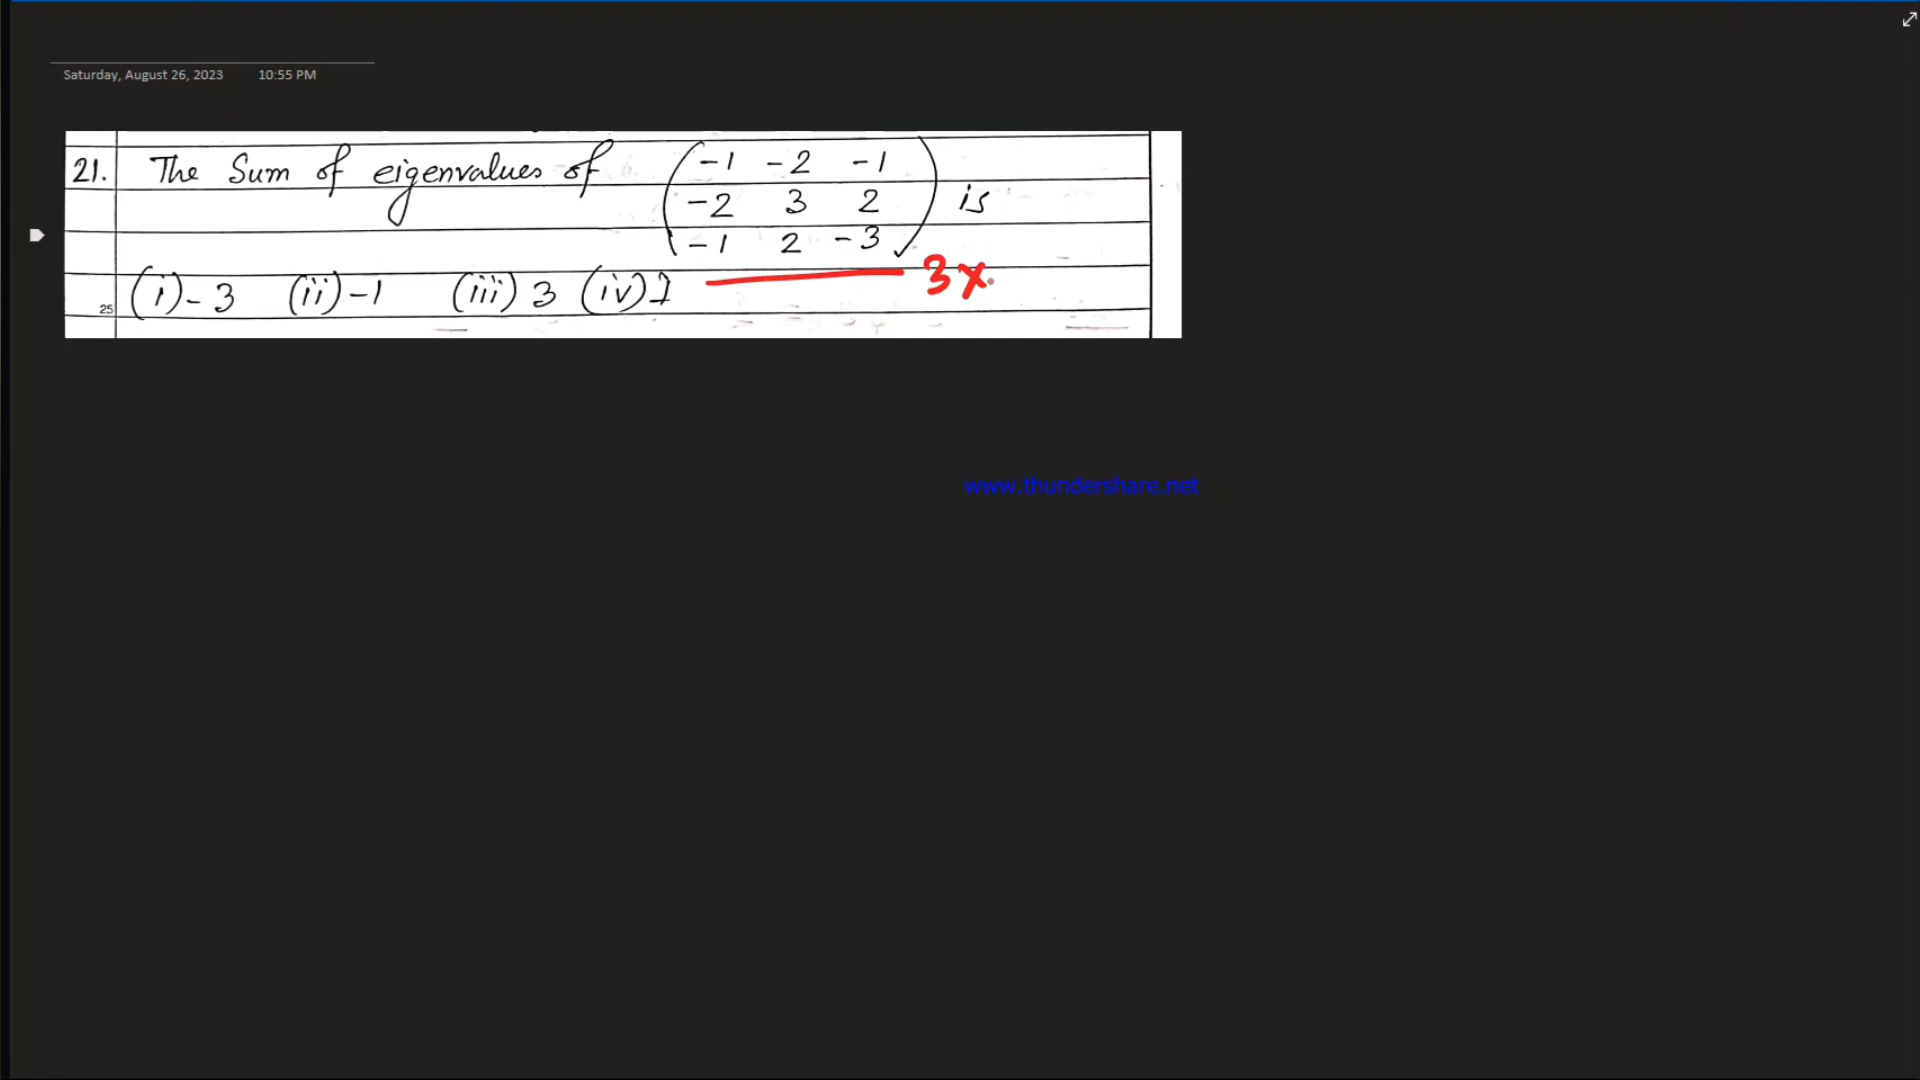 Saturday, August 26, 2023 10:55 PM
21. The Sum of eigenvalues of
-1 -2 -1
-2 3 2 is
-1 2 -3
3x
25 (i) -3 (ii) -1 (iii) 3 (iv) 1
www.thundershare.net